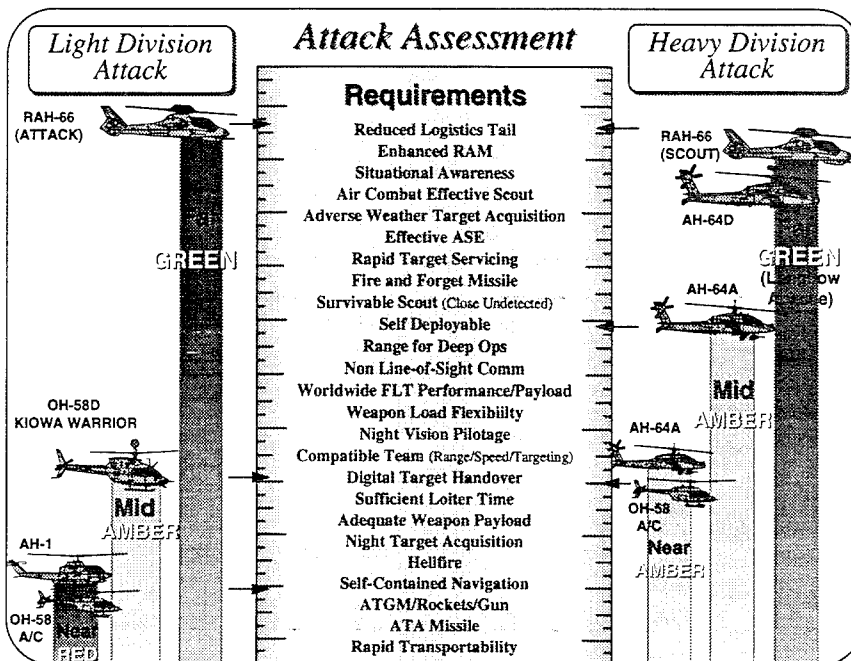 Attack Assessment
Light Division
Attack
RAH-66
(ATTACK)
Far
GREEN
OH-58D
KIOWA WARRIOR
Mid
AMBER
AH-1
OH-58
A/C
Near
RED
Requirements
Reduced Logistics Tail
Enhanced RAM
Situational Awareness
Air Combat Effective Scout
Adverse Weather Target Acquisition
Effective ASE
Rapid Target Servicing
Fire and Forget Missile
Survivable Scout (Close Undetected)
Self Deployable
Range for Deep Ops
Non Line-of-Sight Comm
Worldwide FLT Performance/Payload
Weapon Load Flexibiilty
Night Vision Pilotage
Compatible Team (Range/Speed/Targeting)
Digital Target Handover
Sufficient Loiter Time
Adequate Weapon Payload
Night Target Acquisition
Hellfire
Self-Contained Navigation
ATGM/Rockets/Gun
ATA Missile
Rapid Transportability
Heavy Division
Attack
RAH-66
(SCOUT)
AH-64D
GREEN
AH-64A
Mid
AMBER
AH-64A
OH-58
A/C
Near
AMBER